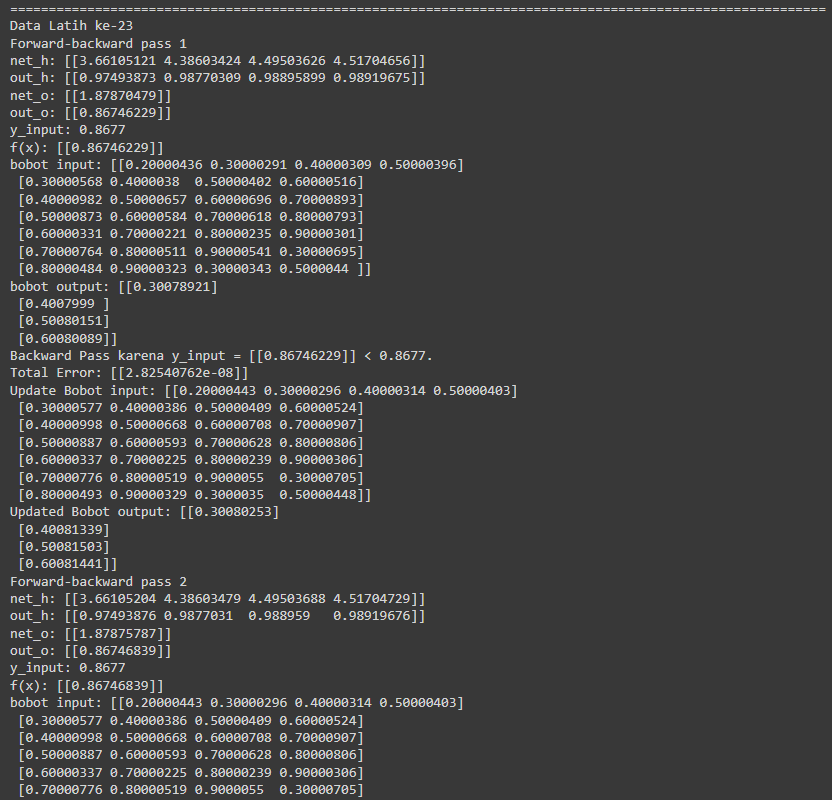 ==========================================================================================================
Data Latih ke-23
Forward-backward pass 1
net_h: [[3.66105121 4.38603424 4.49503626 4.51704656]]
out_h: [[0.97493873 0.98770309 0.98895899 0.98919675]]
net_o: [[1.87870479]]
out_o: [[0.86746229]]
y_input: 0.8677
f(x): [[0.86746229]]
bobot input: [[0.20000436 0.30000291 0.40000309 0.50000396]
 [0.30000568 0.4000038  0.50000402 0.60000516]
 [0.40000982 0.50000657 0.60000696 0.70000893]
 [0.50000873 0.60000584 0.70000618 0.80000793]
 [0.60000331 0.70000221 0.80000235 0.90000301]
 [0.70000764 0.80000511 0.90000541 0.30000695]
 [0.80000484 0.90000323 0.30000343 0.5000044 ]]
bobot output: [[0.30078921]
 [0.4007999 ]
 [0.50080151]
 [0.60080089]]
Backward Pass karena y_input = [[0.86746229]] < 0.8677.
Total Error: [[2.82540762e-08]]
Update Bobot input: [[0.20000443 0.30000296 0.40000314 0.50000403]
 [0.30000577 0.40000386 0.50000409 0.60000524]
 [0.40000998 0.50000668 0.60000708 0.70000907]
 [0.50000887 0.60000593 0.70000628 0.80000806]
 [0.60000337 0.70000225 0.80000239 0.90000306]
 [0.70000776 0.80000519 0.9000055  0.30000705]
 [0.80000493 0.90000329 0.3000035  0.50000448]]
Updated Bobot output: [[0.30080253]
 [0.40081339]
 [0.50081503]
 [0.60081441]]
Forward-backward pass 2
net_h: [[3.66105204 4.38603479 4.49503688 4.51704729]]
out_h: [[0.97493876 0.9877031  0.988959   0.98919676]]
net_o: [[1.87875787]]
out_o: [[0.86746839]]
y_input: 0.8677
f(x): [[0.86746839]]
bobot input: [[0.20000443 0.30000296 0.40000314 0.50000403]
 [0.30000577 0.40000386 0.50000409 0.60000524]
 [0.40000998 0.50000668 0.60000708 0.70000907]
 [0.50000887 0.60000593 0.70000628 0.80000806]
 [0.60000337 0.70000225 0.80000239 0.90000306]
 [0.70000776 0.80000519 0.9000055  0.30000705]